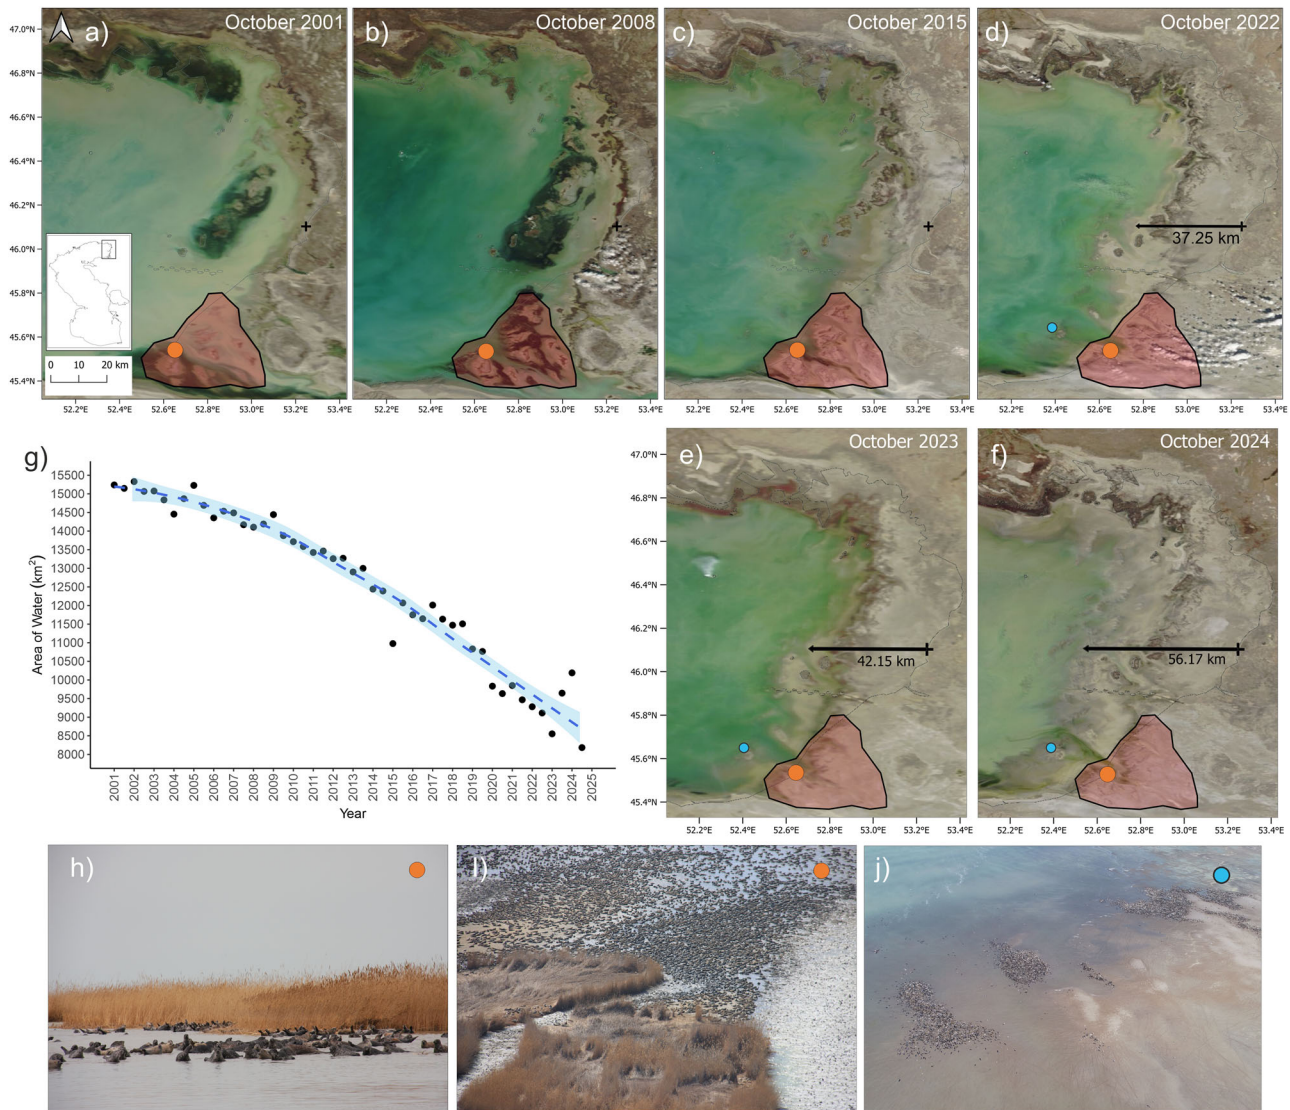 a) October 2001
b) October 2008
c) October 2015
d) October 2022
47.0°N
46.8°N
46.6°N
46.4°N
46.2°N
46.0°N
45.8°N
45.6°N
45.4°N
0 10 20 km
37.25 km
52.2°E 52.4°E 52.6°E 52.8°E 53.0°E 53.2°E 53.4°E
52.2°E 52.4°E 52.6°E 52.8°E 53.0°E 53.2°E 53.4°E
52.2°E 52.4°E 52.6°E 52.8°E 53.0°E 53.2°E 53.4°E
52.2°E 52.4°E 52.6°E 52.8°E 53.0°E 53.2°E 53.4°E
g)
15500
15000
14500
14000
13500
13000
12500
12000
11500
11000
10500
10000
9500
9000
8500
8000
Area of Water (km²)
2001 2002 2003 2004 2005 2006 2007 2008 2009 2010 2011 2012 2013 2014 2015 2016 2017 2018 2019 2020 2021 2022 2023 2024 2025
Year
e) October 2023
f) October 2024
47.0°N
46.8°N
46.6°N
46.4°N
46.2°N
46.0°N
45.8°N
45.6°N
45.4°N
42.15 km
56.17 km
52.2°E 52.4°E 52.6°E 52.8°E 53.0°E 53.2°E 53.4°E
52.2°E 52.4°E 52.6°E 52.8°E 53.0°E 53.2°E 53.4°E
h)
I)
j)